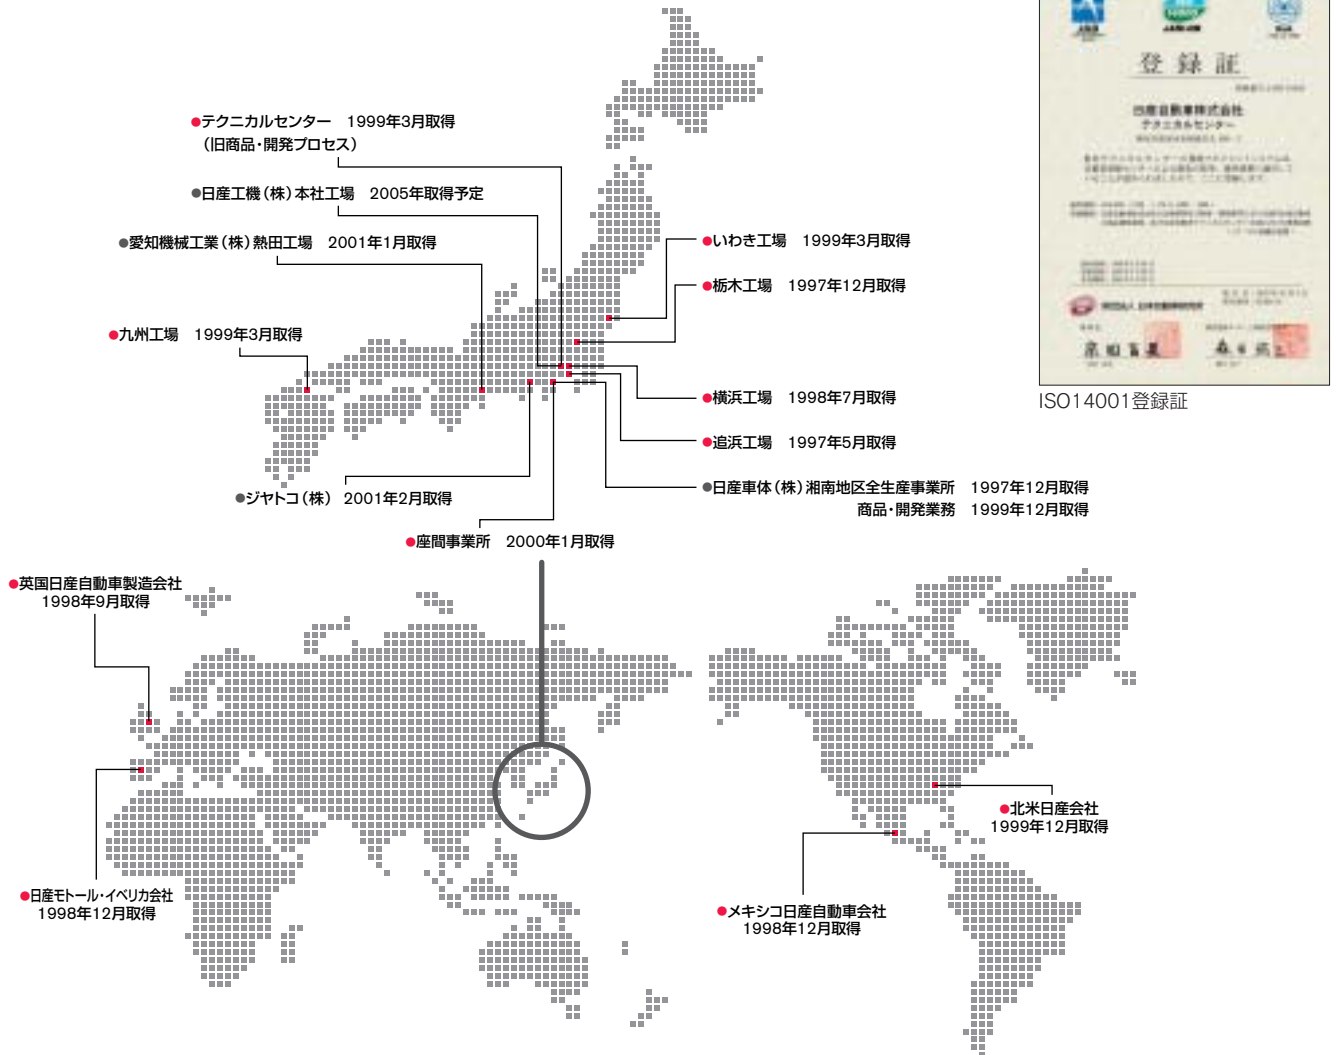 ●テクニカルセンター　1999年3月取得
（旧商品・開発プロセス）
●日産工機（株）本社工場　2005年取得予定
●愛知機械工業（株）熱田工場　2001年1月取得
●九州工場　1999年3月取得
●いわき工場　1999年3月取得
●栃木工場　1997年12月取得
●横浜工場　1998年7月取得
●追浜工場　1997年5月取得
●日産車体（株）湘南地区全生産事業所　1997年12月取得
商品・開発業務　1999年12月取得
●ジヤトコ（株）　2001年2月取得
●座間事業所　2000年1月取得
登録証
日産自動車株式会社
テクニカルセンター
ISO14001登録証
●英国日産自動車製造会社
1998年9月取得
●日産モトール・イベリカ会社
1998年12月取得
●北米日産会社
1999年12月取得
●メキシコ日産自動車会社
1998年12月取得